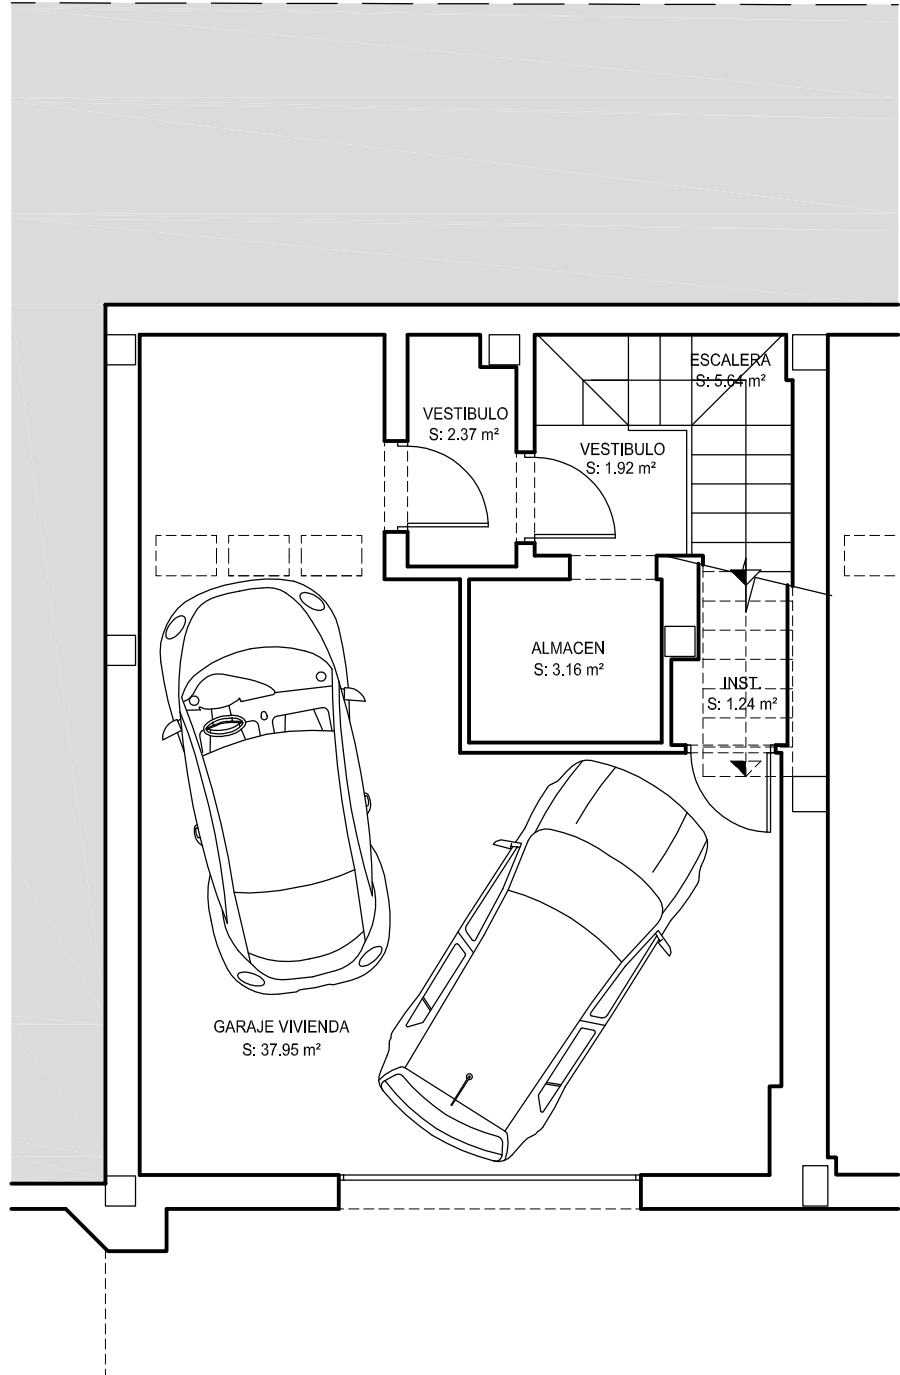 ESCALERA
S: 5.64 m²
VESTIBULO
S: 2.37 m²
VESTIBULO
S: 1.92 m²
ALMACEN
S: 3.16 m²
INST.
S: 1.24 m²
GARAJE VIVIENDA
S: 37.95 m²